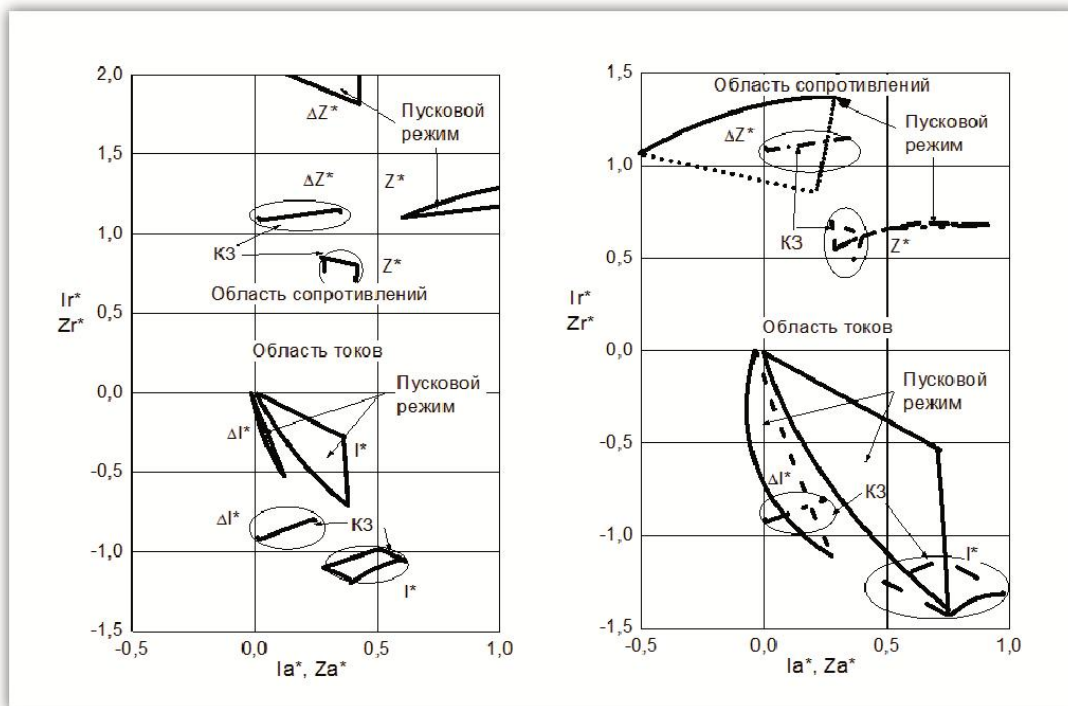 2,0
ΔZ*
Пусковой
режим
1,5
ΔZ*
Z*
1,0
КЗ
Z*
Область сопротивлений
Ir*
Zr*
0,5
Область токов
0,0
Пусковой
режим
ΔI*
I*
-0,5
ΔI*
КЗ
-1,0
I*
-1,5
-0,5
0,0
0,5
1,0
Ia*, Za*
1,5
Область сопротивлений
Пусковой
режим
ΔZ*
1,0
КЗ
Z*
0,5
Ir*
Zr*
Область токов
0,0
Пусковой
режим
-0,5
ΔI*
КЗ
-1,0
I*
-1,5
-0,5
0,0
0,5
1,0
Ia*, Za*